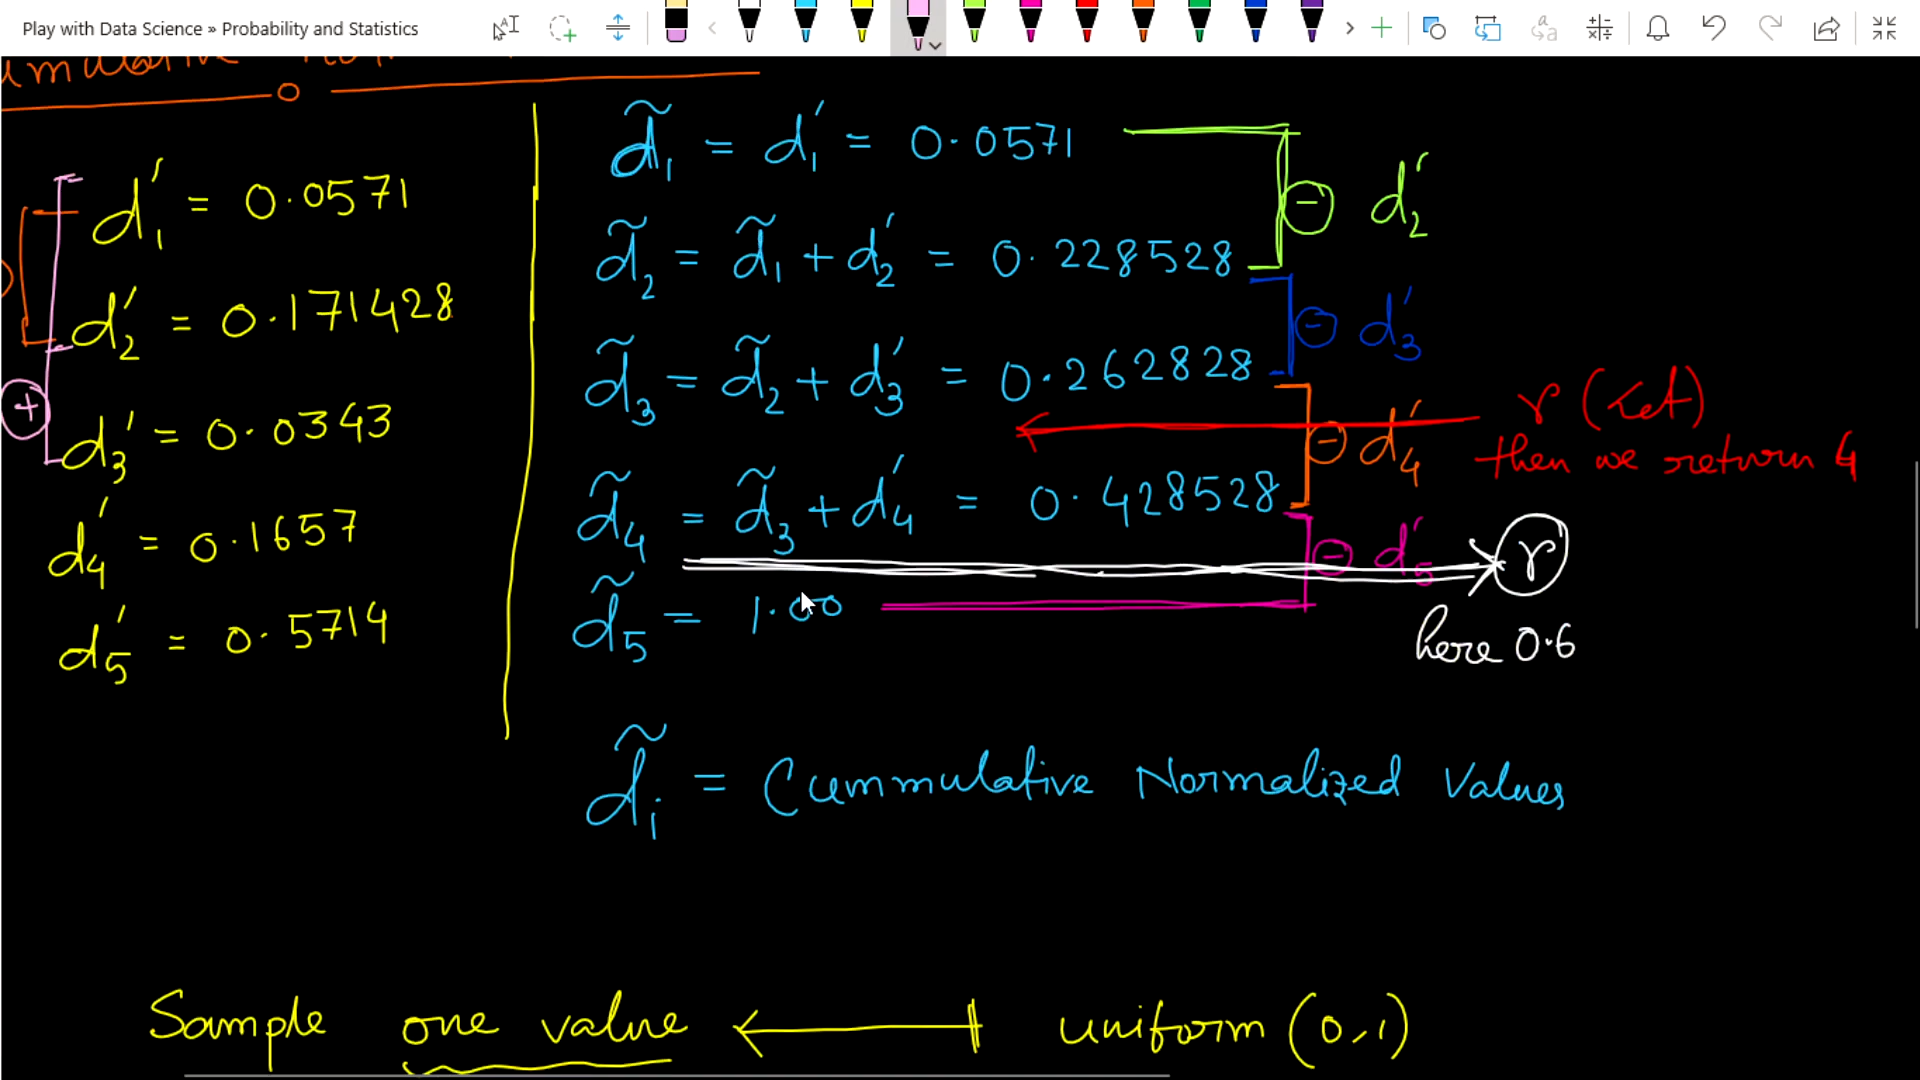 Play with Data Science » Probability and Statistics
d₁' = 0.0571
d₂' = 0.171428
d₃' = 0.0343
d₄' = 0.1657
d₅' = 0.5714
+
d̃₁ = d₁' = 0.0571
d̃₂ = d̃₁ + d₂' = 0.228528
d̃₃ = d̃₂ + d₃' = 0.262828
d̃₄ = d̃₃ + d₄' = 0.428528
d̃₅ = 1.00
- d₂'
- d₃'
- d₄'
- d₅'
r (let)
then we return 4
r
here 0.6
d̃ᵢ = Cummulative Normalized Values
Sample one value ← uniform (0,1)